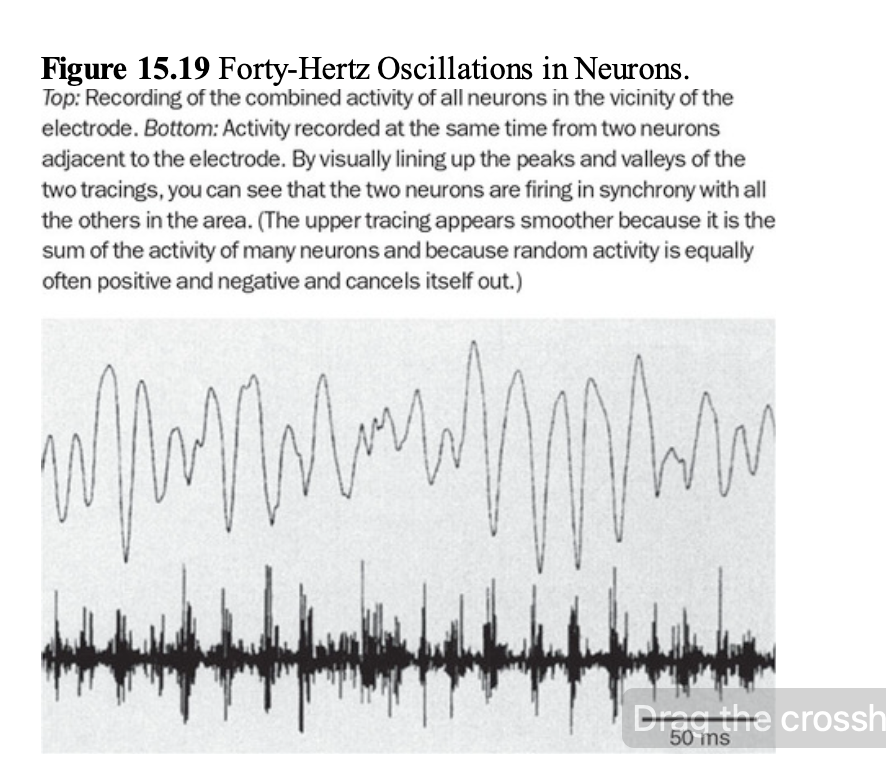 Figure 15.19 Forty-Hertz Oscillations in Neurons.
Top: Recording of the combined activity of all neurons in the vicinity of the
electrode. Bottom: Activity recorded at the same time from two neurons
adjacent to the electrode. By visually lining up the peaks and valleys of the
two tracings, you can see that the two neurons are firing in synchrony with all
the others in the area. (The upper tracing appears smoother because it is the
sum of the activity of many neurons and because random activity is equally
often positive and negative and cancels itself out.)
Drag the crossh
50 ms